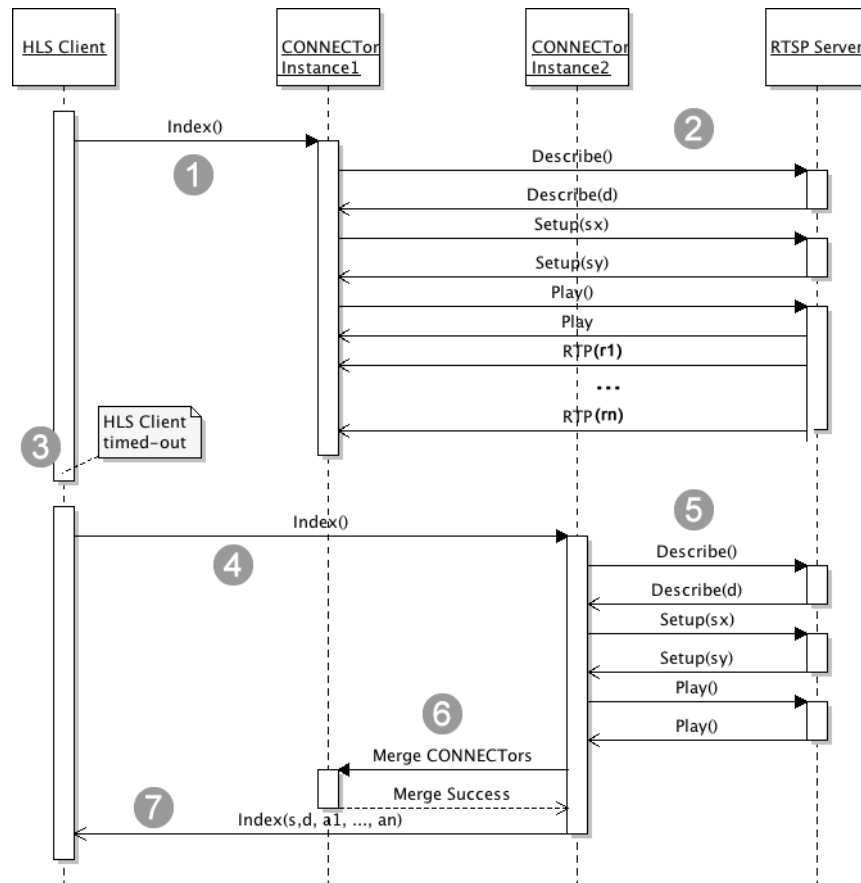 HLS Client
CONNECTor
Instance1
CONNECTor
Instance2
RTSP Server
Index()
1
2
Describe()
Describe(d)
Setup(sx)
Setup(sy)
Play()
Play
RTP(r1)
...
RTP(rn)
3
HLS Client
timed-out
Index()
4
5
Describe()
Describe(d)
Setup(sx)
Setup(sy)
Play()
Play()
6
Merge CONNECTors
Merge Success
7
Index(s,d, a1, ..., an)